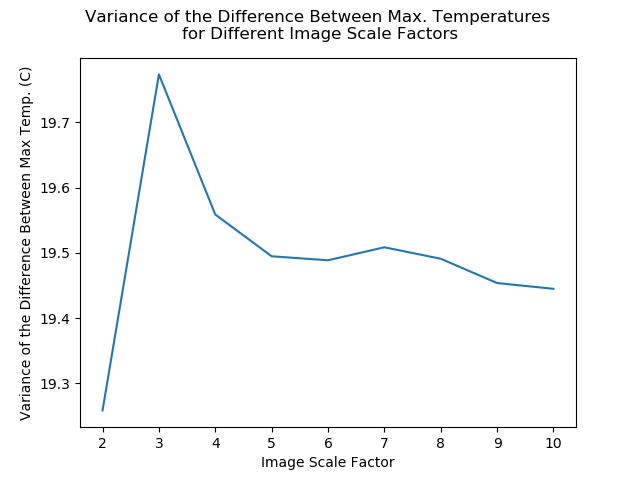 Variance of the Difference Between Max. Temperatures
for Different Image Scale Factors
Variance of the Difference Between Max Temp. (C)
19.7
19.6
19.5
19.4
19.3
2 3 4 5 6 7 8 9 10
Image Scale Factor